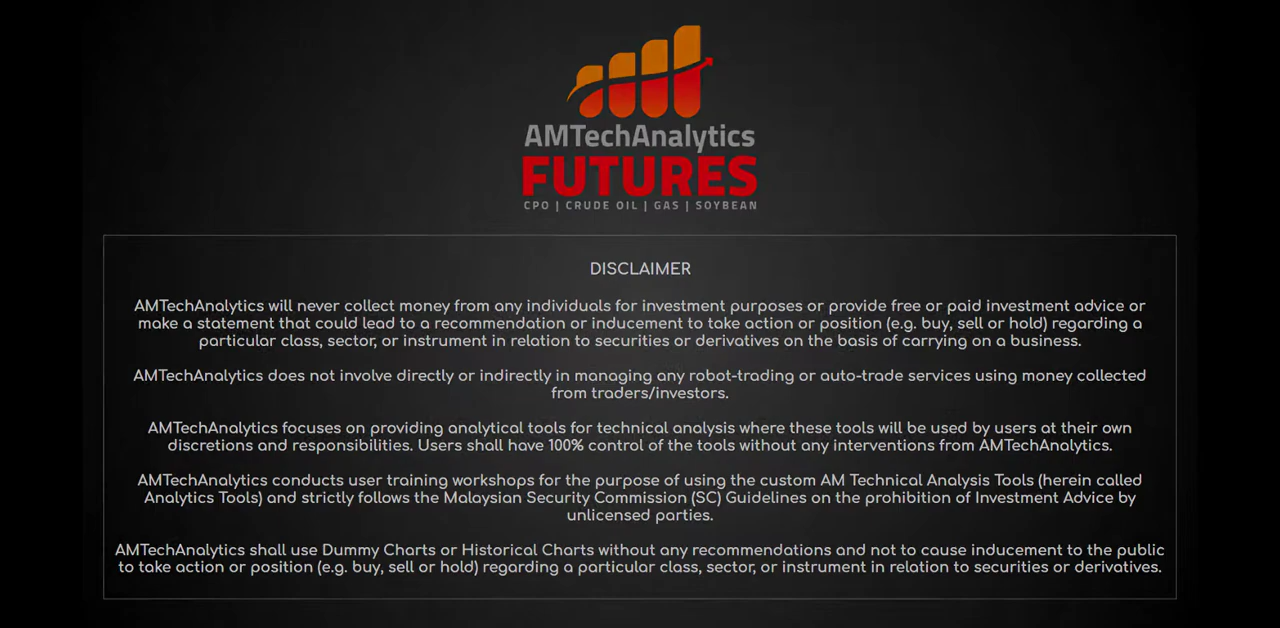 AMTechAnalytics
FUTURES
CPO | CRUDE OIL | GAS | SOYBEAN
DISCLAIMER
AMTechAnalytics will never collect money from any individuals for investment purposes or provide free or paid investment advice or
make a statement that could lead to a recommendation or inducement to take action or position (e.g. buy, sell or hold) regarding a
particular class, sector, or instrument in relation to securities or derivatives on the basis of carrying on a business.
AMTechAnalytics does not involve directly or indirectly in managing any robot-trading or auto-trade services using money collected
from traders/investors.
AMTechAnalytics focuses on providing analytical tools for technical analysis where these tools will be used by users at their own
discretions and responsibilities. Users shall have 100% control of the tools without any interventions from AMTechAnalytics.
AMTechAnalytics conducts user training workshops for the purpose of using the custom AM Technical Analysis Tools (herein called
Analytics Tools) and strictly follows the Malaysian Security Commission (SC) Guidelines on the prohibition of Investment Advice by
unlicensed parties.
AMTechAnalytics shall use Dummy Charts or Historical Charts without any recommendations and not to cause inducement to the public
to take action or position (e.g. buy, sell or hold) regarding a particular class, sector, or instrument in relation to securities or derivatives.